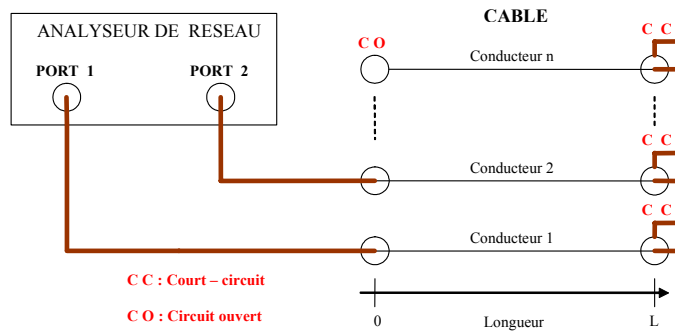 CABLE
ANALYSEUR DE RESEAU
PORT 1
PORT 2
C O
Conducteur n
C C
Conducteur 2
C C
Conducteur 1
C C
C C : Court – circuit
C O : Circuit ouvert
0
Longueur
L